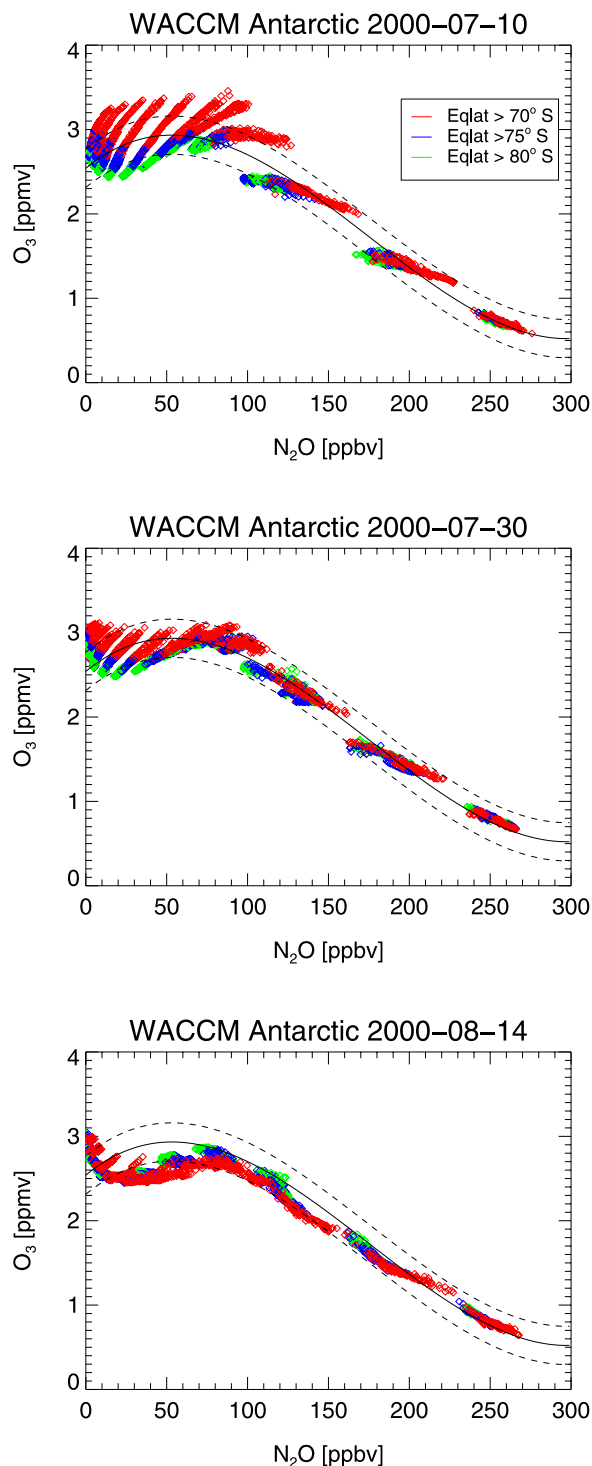 WACCM Antarctic 2000−07−10
4
3
2
1
0
O₃ [ppmv]
Eqlat > 70° S
Eqlat >75° S
Eqlat > 80° S
0 50 100 150 200 250 300
N₂O [ppbv]
WACCM Antarctic 2000−07−30
4
3
2
1
0
O₃ [ppmv]
0 50 100 150 200 250 300
N₂O [ppbv]
WACCM Antarctic 2000−08−14
4
3
2
1
0
O₃ [ppmv]
0 50 100 150 200 250 300
N₂O [ppbv]